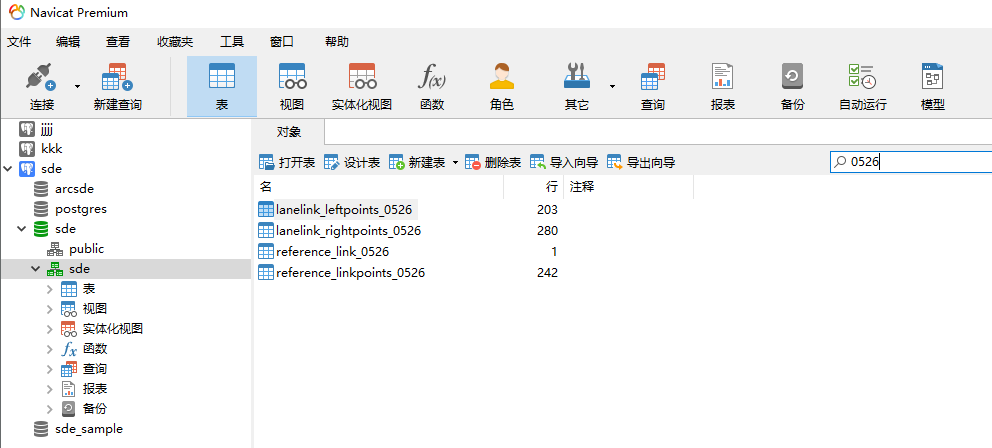 Navicat Premium
文件 编辑 查看 收藏夹 工具 窗口 帮助
连接 新建查询 表 视图 实体化视图 函数 角色 其它 查询 报表 备份 自动运行 模型
jjjj
kkk
sde
arcsde
postgres
sde
public
sde
表
视图
实体化视图
函数
查询
报表
备份
sde_sample
对象
打开表 设计表 新建表 删除表 导入向导 导出向导 0526
名 行 注释
lanelink_leftpoints_0526 203
lanelink_rightpoints_0526 280
reference_link_0526 1
reference_linkpoints_0526 242